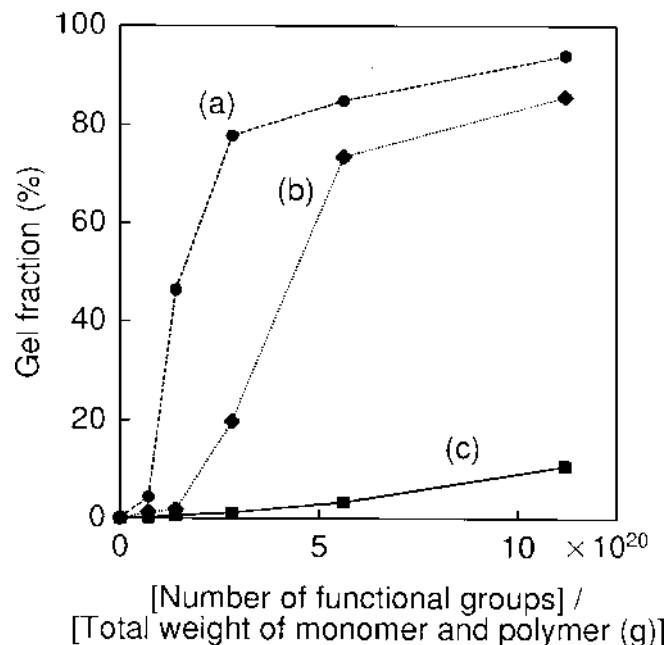 100
80
60
40
20
0
Gel fraction (%)
(a)
(b)
(c)
0 5 10 × 10²⁰
[Number of functional groups] /
[Total weight of monomer and polymer (g)]